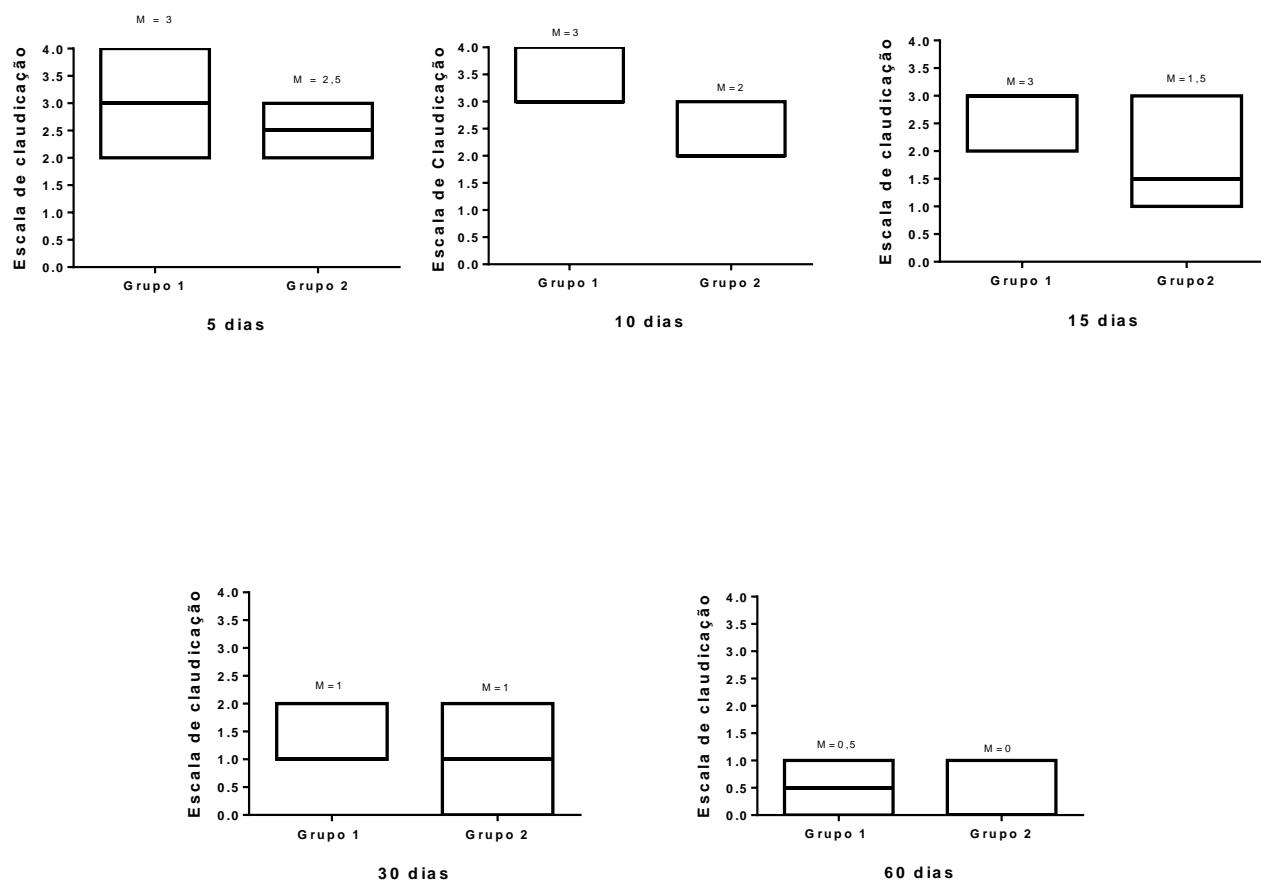 M = 3
M = 2,5
Escala de claudicação
4.0
3.5
3.0
2.5
2.0
1.5
1.0
0.5
0.0
Grupo 1 Grupo 2
5 dias
M=3
M=2
Escala de Claudicação
4.0
3.5
3.0
2.5
2.0
1.5
1.0
0.5
0.0
Grupo 1 Grupo 2
10 dias
M=3 M=1,5
Escala de claudicação
4.0
3.5
3.0
2.5
2.0
1.5
1.0
0.5
0.0
Grupo 1 Grupo2
15 dias
M=1 M=1
Escala de claudicação
4.0
3.5
3.0
2.5
2.0
1.5
1.0
0.5
0.0
Grupo 1 Grupo 2
30 dias
M=0,5 M=0
Escala de claudicação
4.0
3.5
3.0
2.5
2.0
1.5
1.0
0.5
0.0
Grupo 1 Grupo 2
60 dias